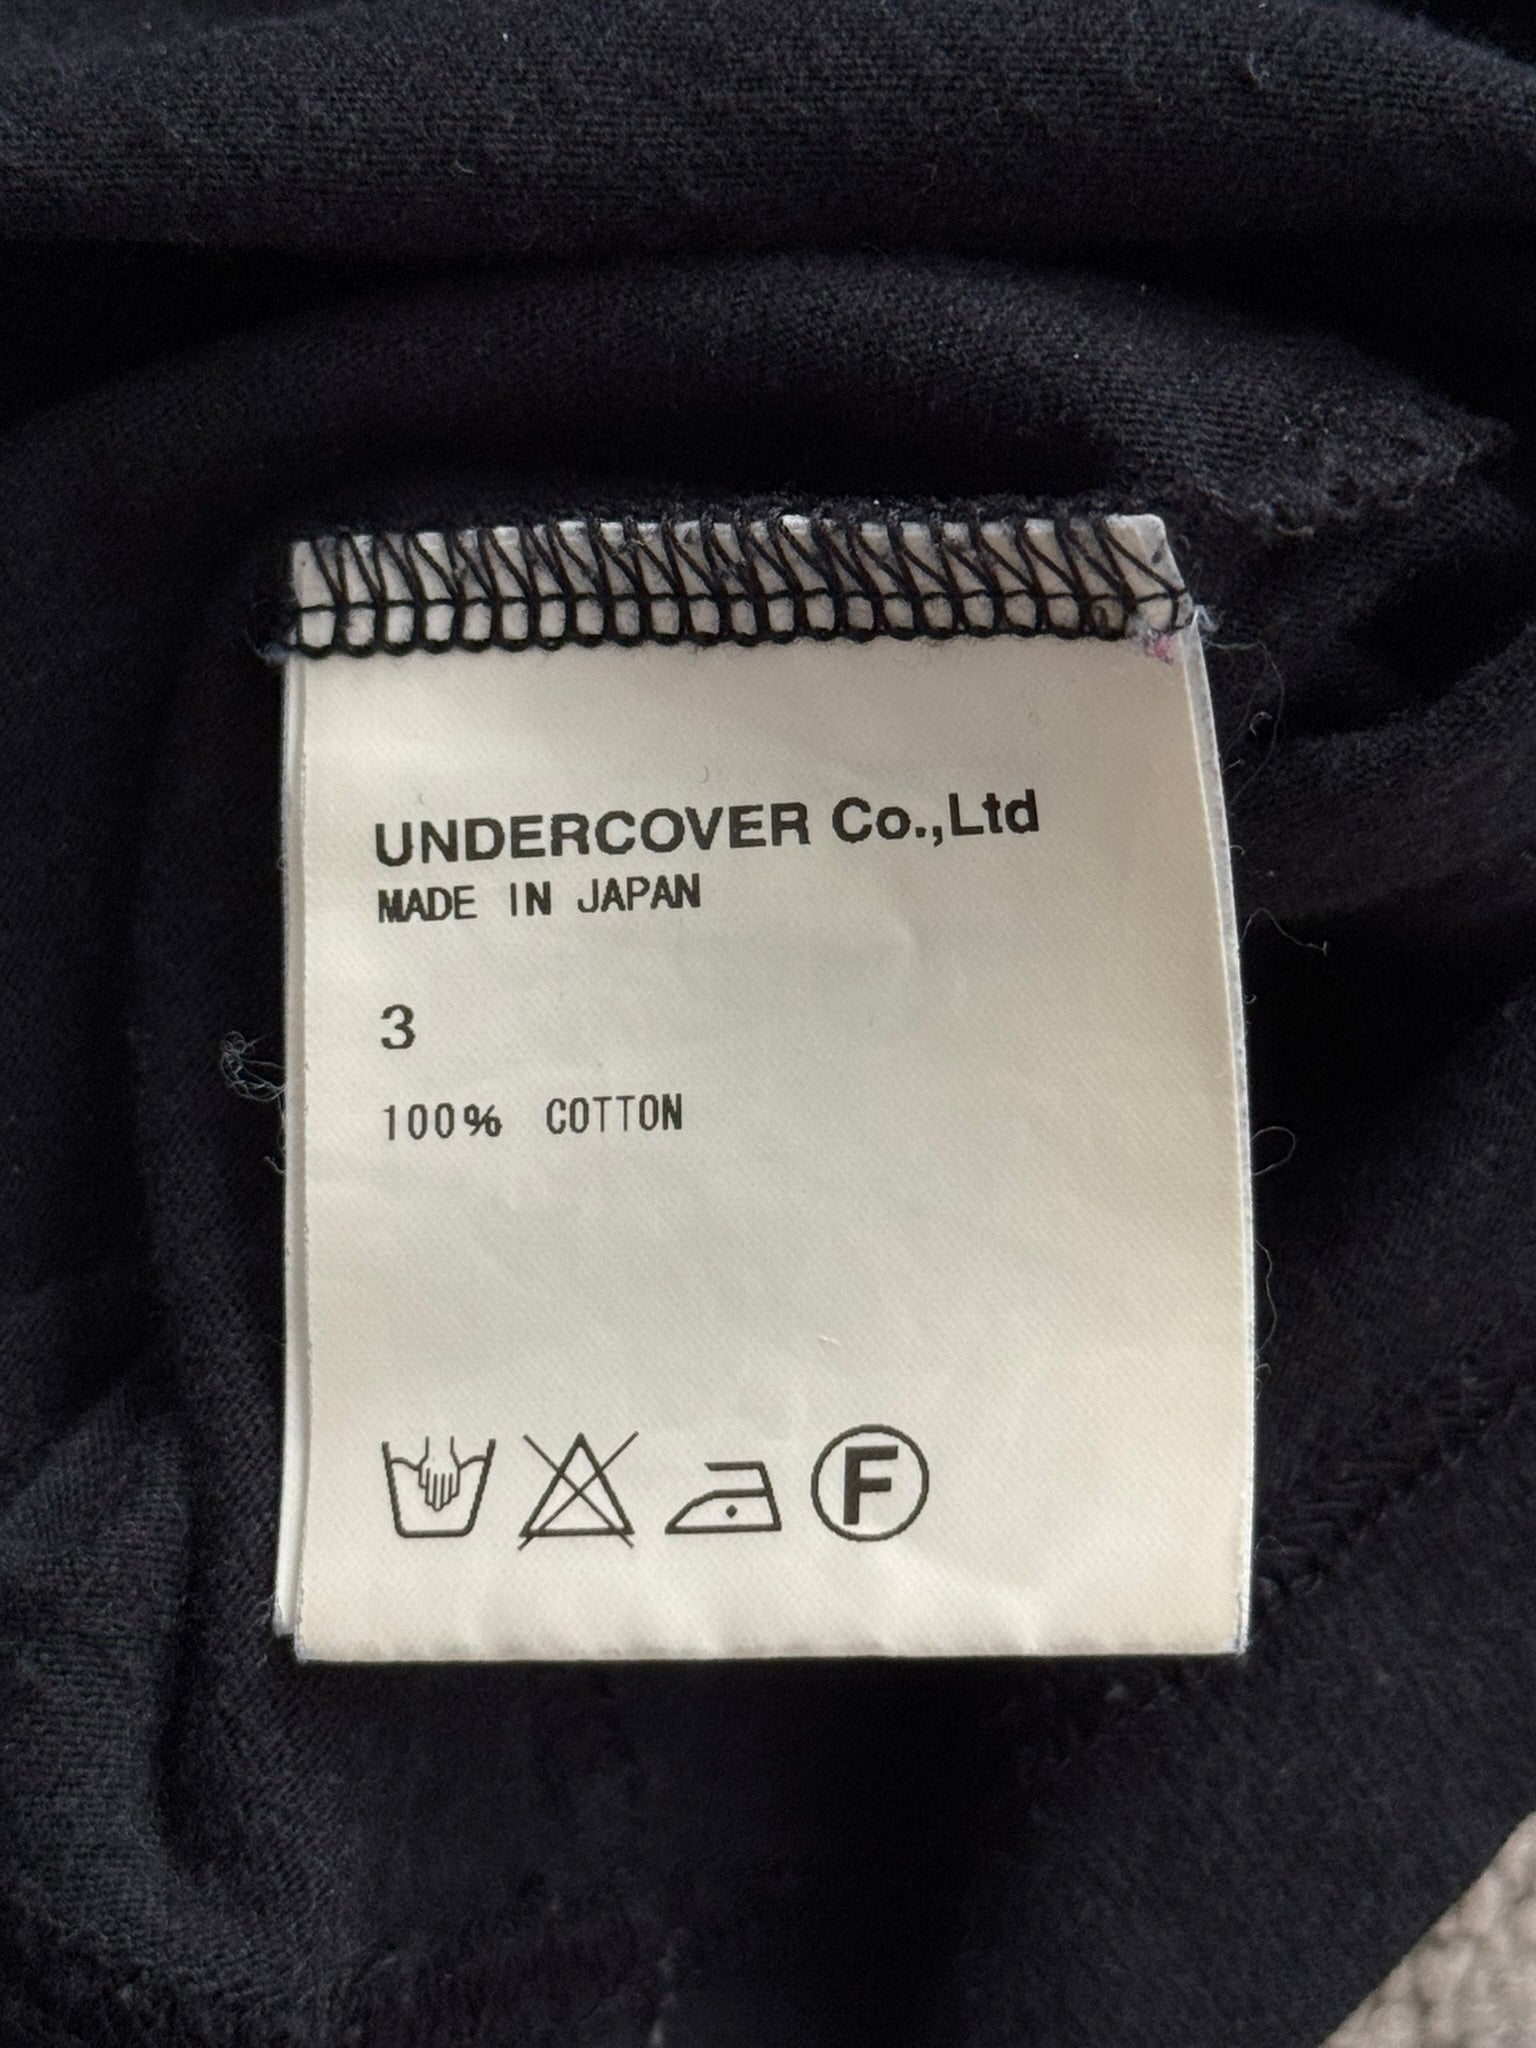 UNDERCOVER Co.,Ltd
MADE IN JAPAN
3
100% COTTON
F